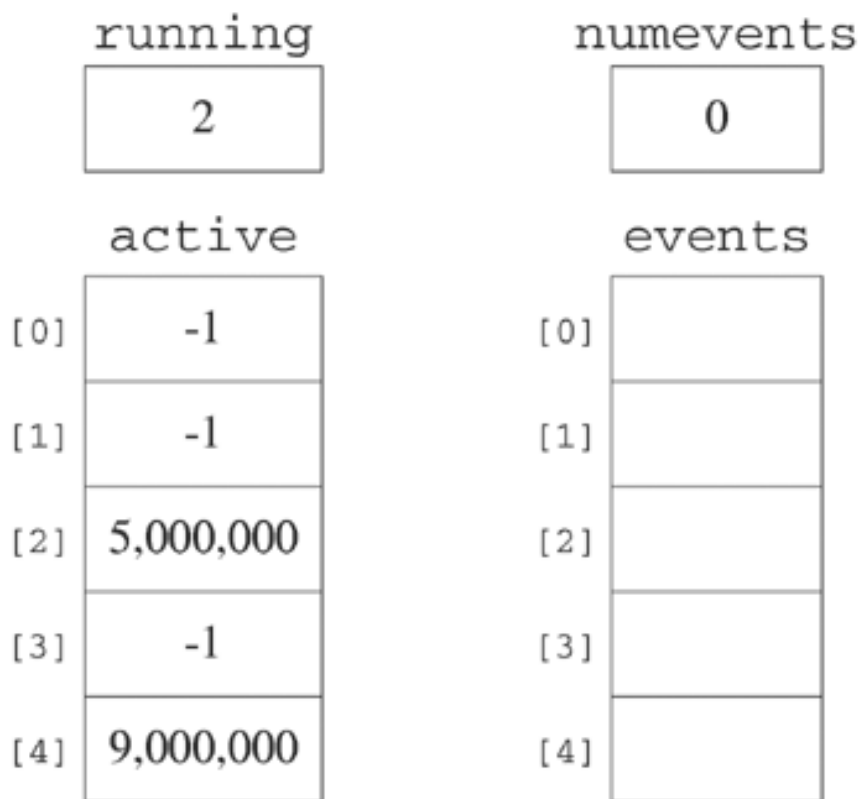 running numevents
2 0
active events
[0] -1 [0]
[1] -1 [1]
[2] 5,000,000 [2]
[3] -1 [3]
[4] 9,000,000 [4]